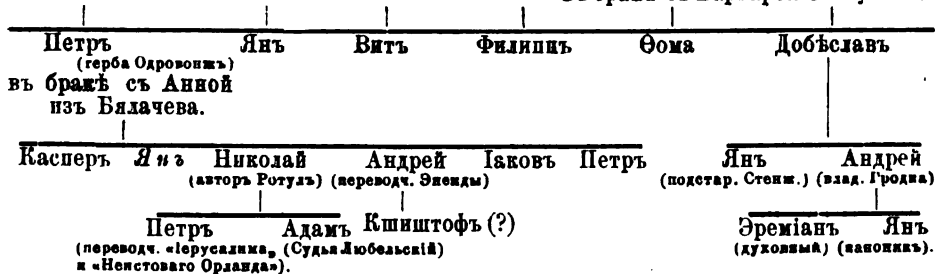 Петръ Янъ Витъ Филиппъ Ѳома Добѣславъ
(герба Одровонжъ)
въ бракѣ съ Анной
изъ Бялачева.
Касперъ Янъ Николай Андрей Іаковъ Петръ Янъ Андрей
(авторъ Ротулъ) (переводч. Энеиды) (подстар. Стенж.) (влад. Гродна)
Петръ Адамъ Кшиштофъ (?) Эреміанъ Янъ
(переводч. «Іерусалима„ (Судья Любельскій) (духовный) (каноникъ).
и «Неистоваго Орланда»).